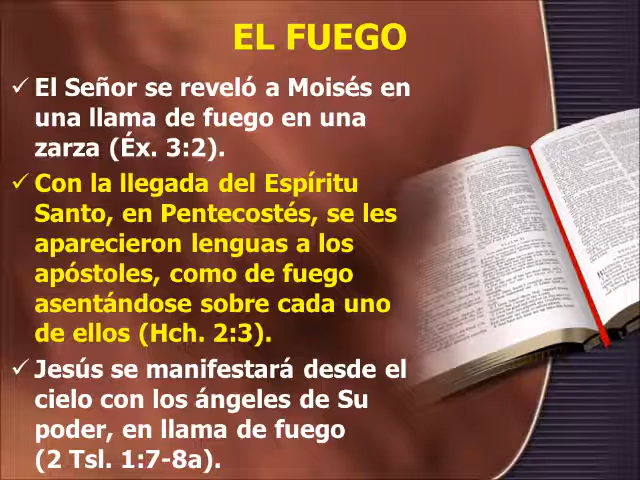 EL FUEGO
✓ El Señor se reveló a Moisés en
una llama de fuego en una
zarza (Éx. 3:2).
✓ Con la llegada del Espíritu
Santo, en Pentecostés, se les
aparecieron lenguas a los
apóstoles, como de fuego
asentándose sobre cada uno
de ellos (Hch. 2:3).
✓ Jesús se manifestará desde el
cielo con los ángeles de Su
poder, en llama de fuego
(2 Tsl. 1:7-8a).